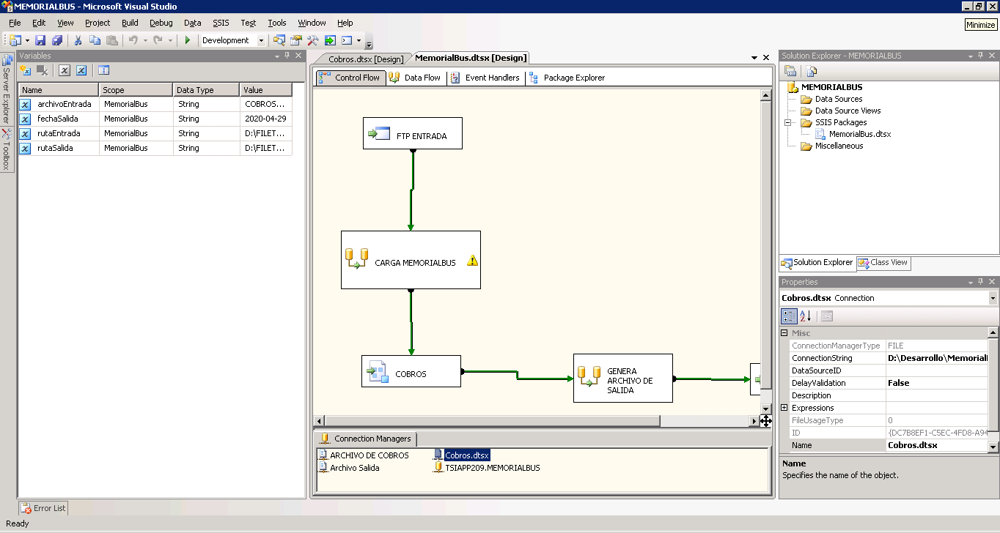 MEMORIALBUS - Microsoft Visual Studio
File Edit View Project Build Debug Data SSIS Test Tools Window Help
Minimize
Development
Server Explorer
Toolbox
Variables
Name Scope Data Type Value
archivoEntrada MemorialBus String COBROS...
fechaSalida MemorialBus String 2020-04-29
rutaEntrada MemorialBus String D:\FILET...
rutaSalida MemorialBus String D:\FILET...
Cobros.dtsx [Design] MemorialBus.dtsx [Design]
Control Flow Data Flow Event Handlers Package Explorer
FTP ENTRADA
CARGA MEMORIALBUS
COBROS
GENERA
ARCHIVO DE
SALIDA
Connection Managers
ARCHIVO DE COBROS Cobros.dtsx
Archivo Salida TSIAPP209.MEMORIALBUS
Solution Explorer - MEMORIALBUS
MEMORIALBUS
Data Sources
Data Source Views
SSIS Packages
MemorialBus.dtsx
Miscellaneous
Solution Explorer Class View
Properties
Cobros.dtsx Connection
Misc
ConnectionManagerType FILE
ConnectionString D:\Desarrollo\Memorial
DataSourceID
DelayValidation False
Description
Expressions
FileUsageType 0
ID {DC7B8EF1-C5EC-4FD8-A94
Name Cobros.dtsx
Name
Specifies the name of the object.
Error List
Ready